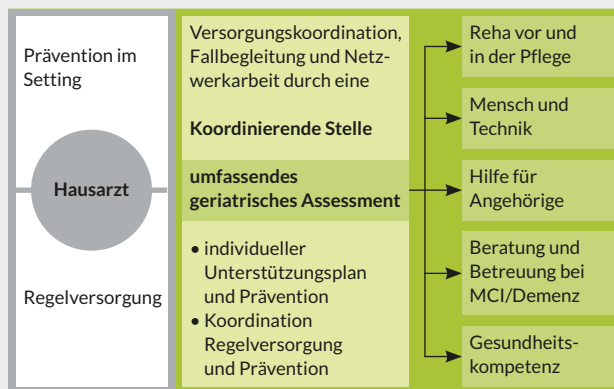 Prävention im
Setting
Hausarzt
Regelversorgung
Versorgungskoordination,
Fallbegleitung und Netz-
werkarbeit durch eine
Koordinierende Stelle
umfassendes
geriatrisches Assessment
• individueller
Unterstützungsplan
und Prävention
• Koordination
Regelversorgung
und Prävention
Reha vor und
in der Pflege
Mensch und
Technik
Hilfe für
Angehörige
Beratung und
Betreuung bei
MCI/Demenz
Gesundheits-
kompetenz